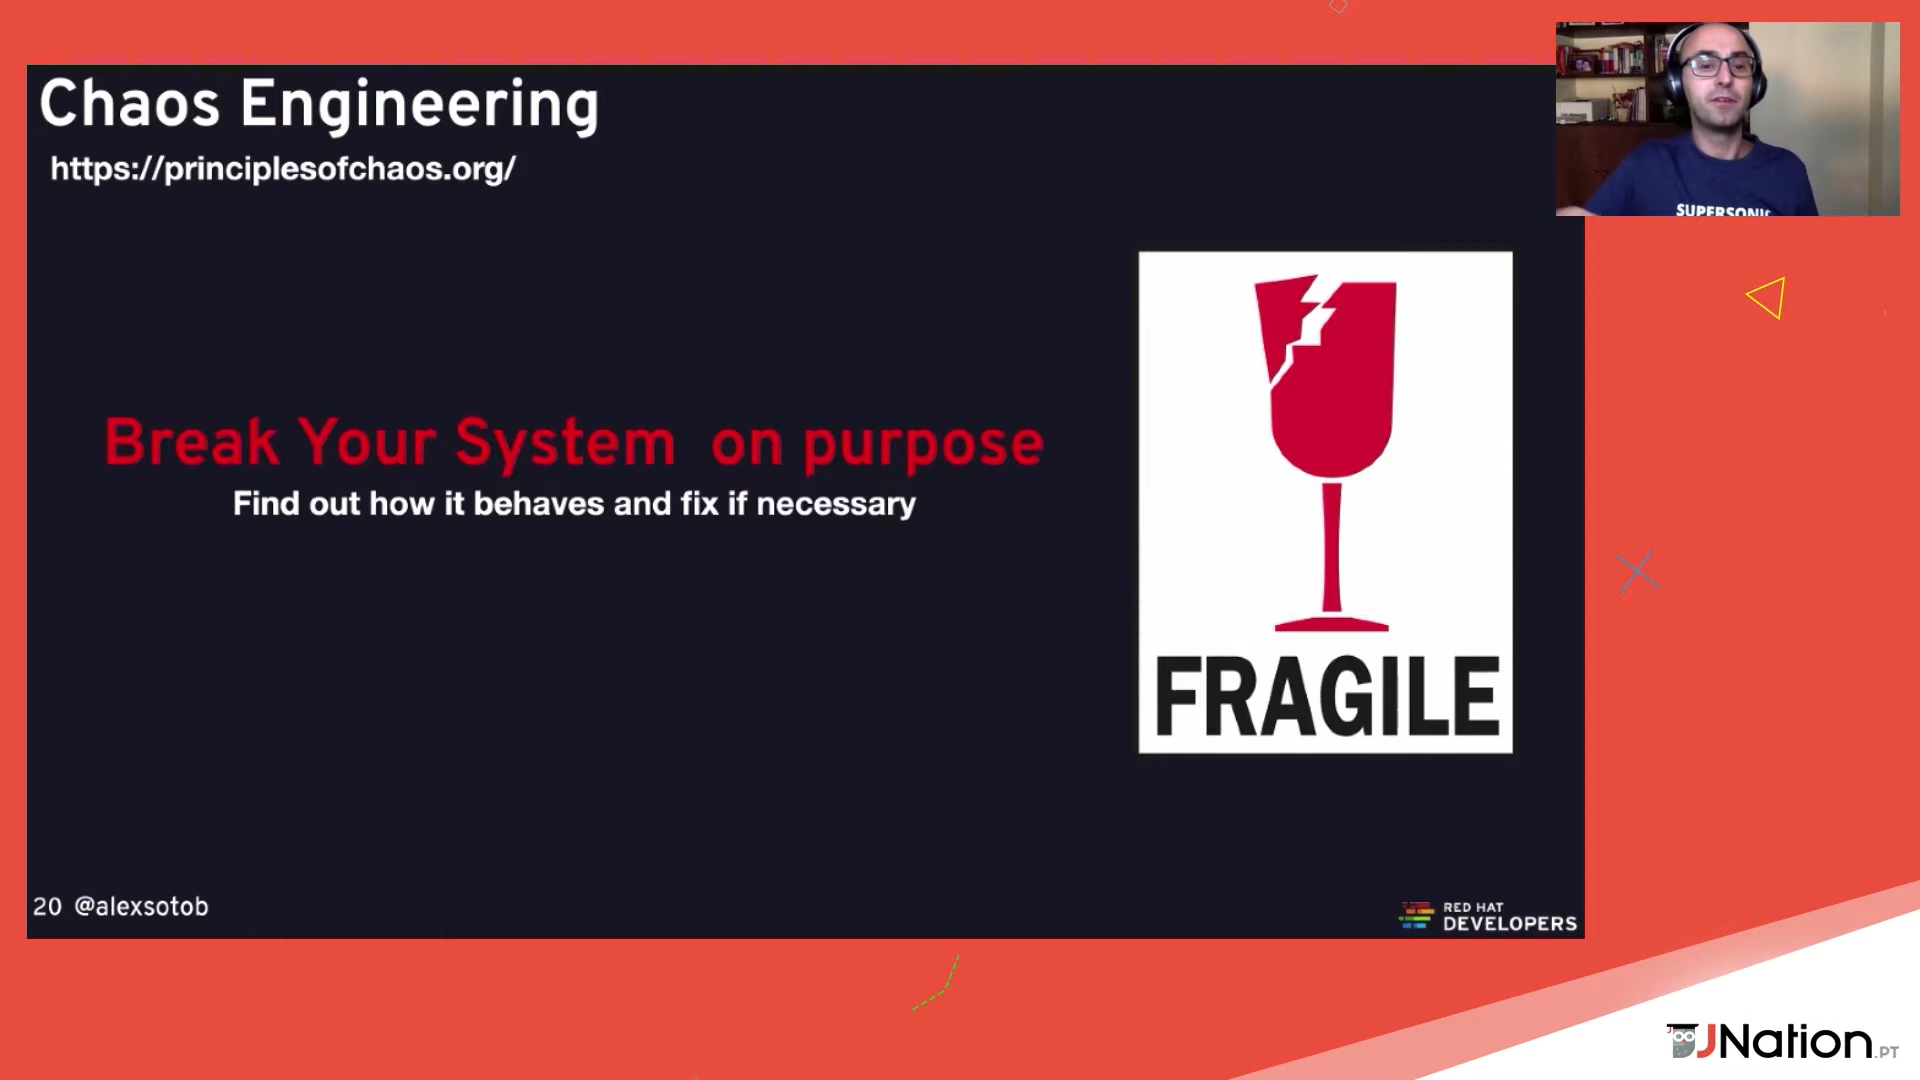 Chaos Engineering
https://principlesofchaos.org/
SUPERSONI
Break Your System on purpose
Find out how it behaves and fix if necessary
FRAGILE
20 @alexsotob
RED HAT
DEVELOPERS
JNation.PT